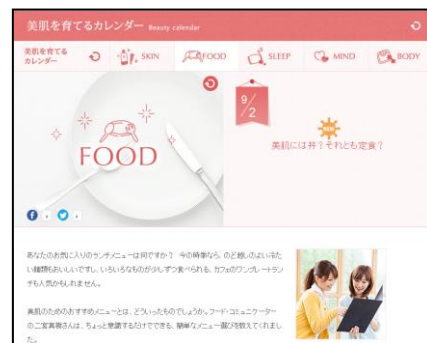 美肌を育てるカレンダー Beauty calendar
美肌を育てる
カレンダー
SKIN
FOOD
SLEEP
MIND
BODY
FOOD
9/2
美肌には丼？それとも定食？
あなたのお気に入りのランチメニューは何ですか？ 今の時季なら、のど越しのよい冷た
い麺類もおいしいですし、いろいろなものが少しずつ食べられる、カフェのワンプレートラン
チも人気かもしれません。
美肌のためのおすすめメニューとは、どういったものでしょうか。フード・コミュニケーター
の二宮真樹さんは、ちょっと意識するだけでできる、簡単なメニュー選びを教えてくれまし
た。